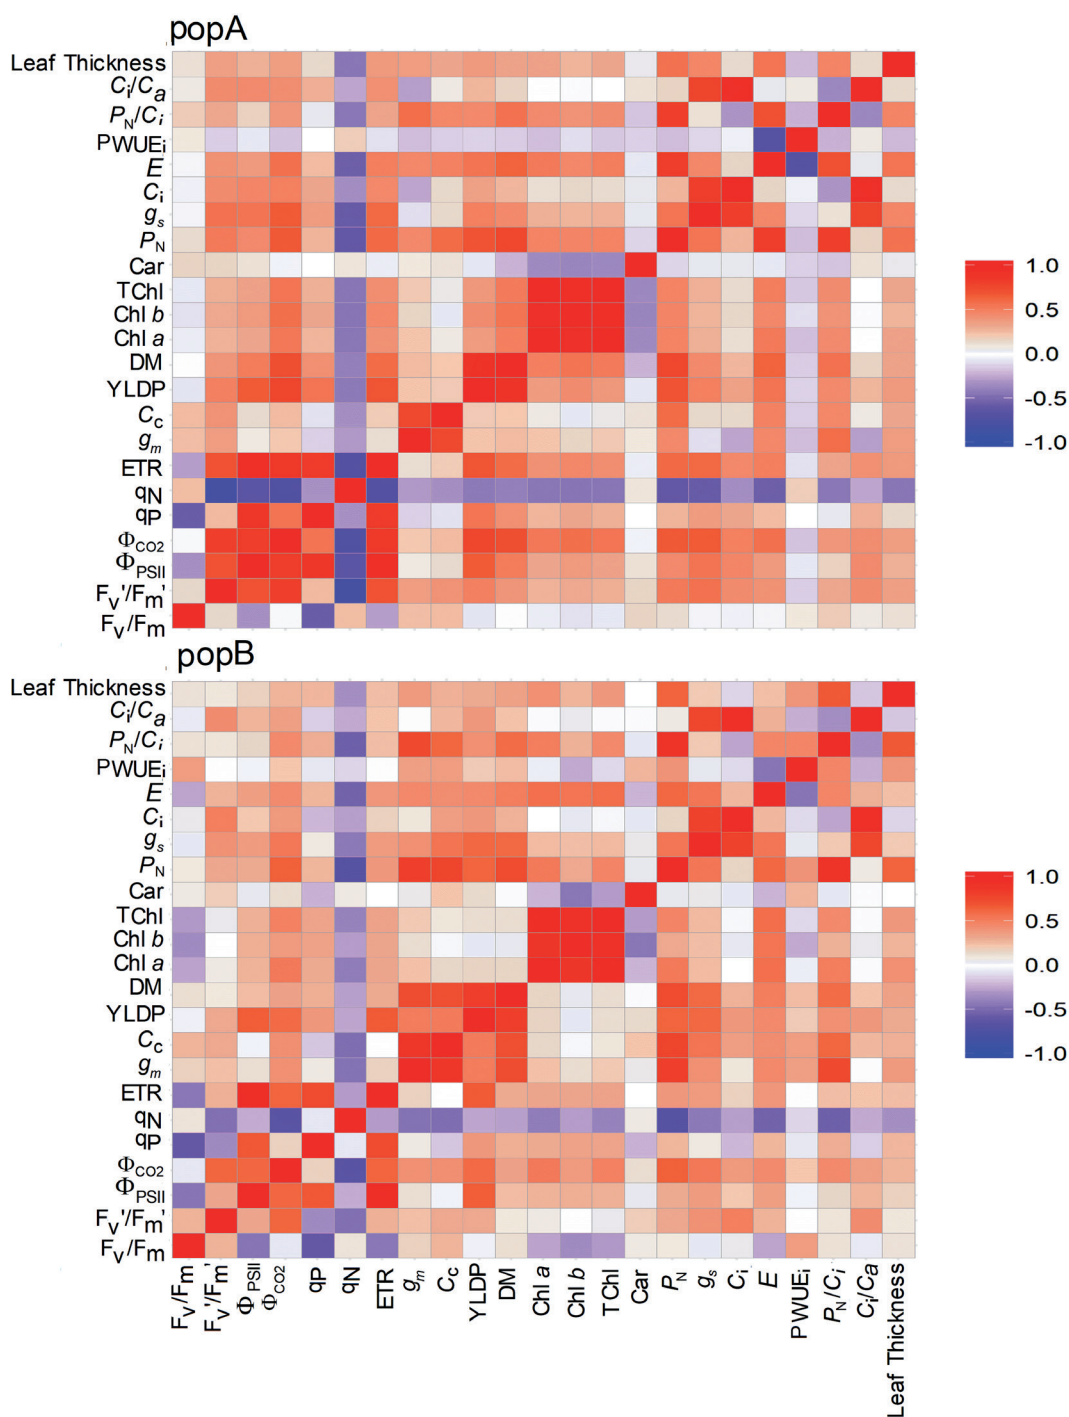 popA
Leaf Thickness
Ci/Ca
PN/Ci
PWUEi
E
Ci
gs
PN
Car
TChl
Chl b
Chl a
DM
YLDP
Cc
gm
ETR
qN
qP
ΦCO2
ΦPSII
Fv'/Fm'
Fv/Fm
1.0
0.5
0.0
-0.5
-1.0
popB
Leaf Thickness
Ci/Ca
PN/Ci
PWUEi
E
Ci
gs
PN
Car
TChl
Chl b
Chl a
DM
YLDP
Cc
gm
ETR
qN
qP
ΦCO2
ΦPSII
Fv'/Fm'
Fv/Fm
1.0
0.5
0.0
-0.5
-1.0
Fv/Fm
Fv'/Fm'
ΦPSII
ΦCO2
qP
qN
ETR
gm
Cc
YLDP
DM
Chl a
Chl b
TChl
Car
PN
gs
Ci
E
PWUEi
PN/Ci
Ci/Ca
Leaf Thickness